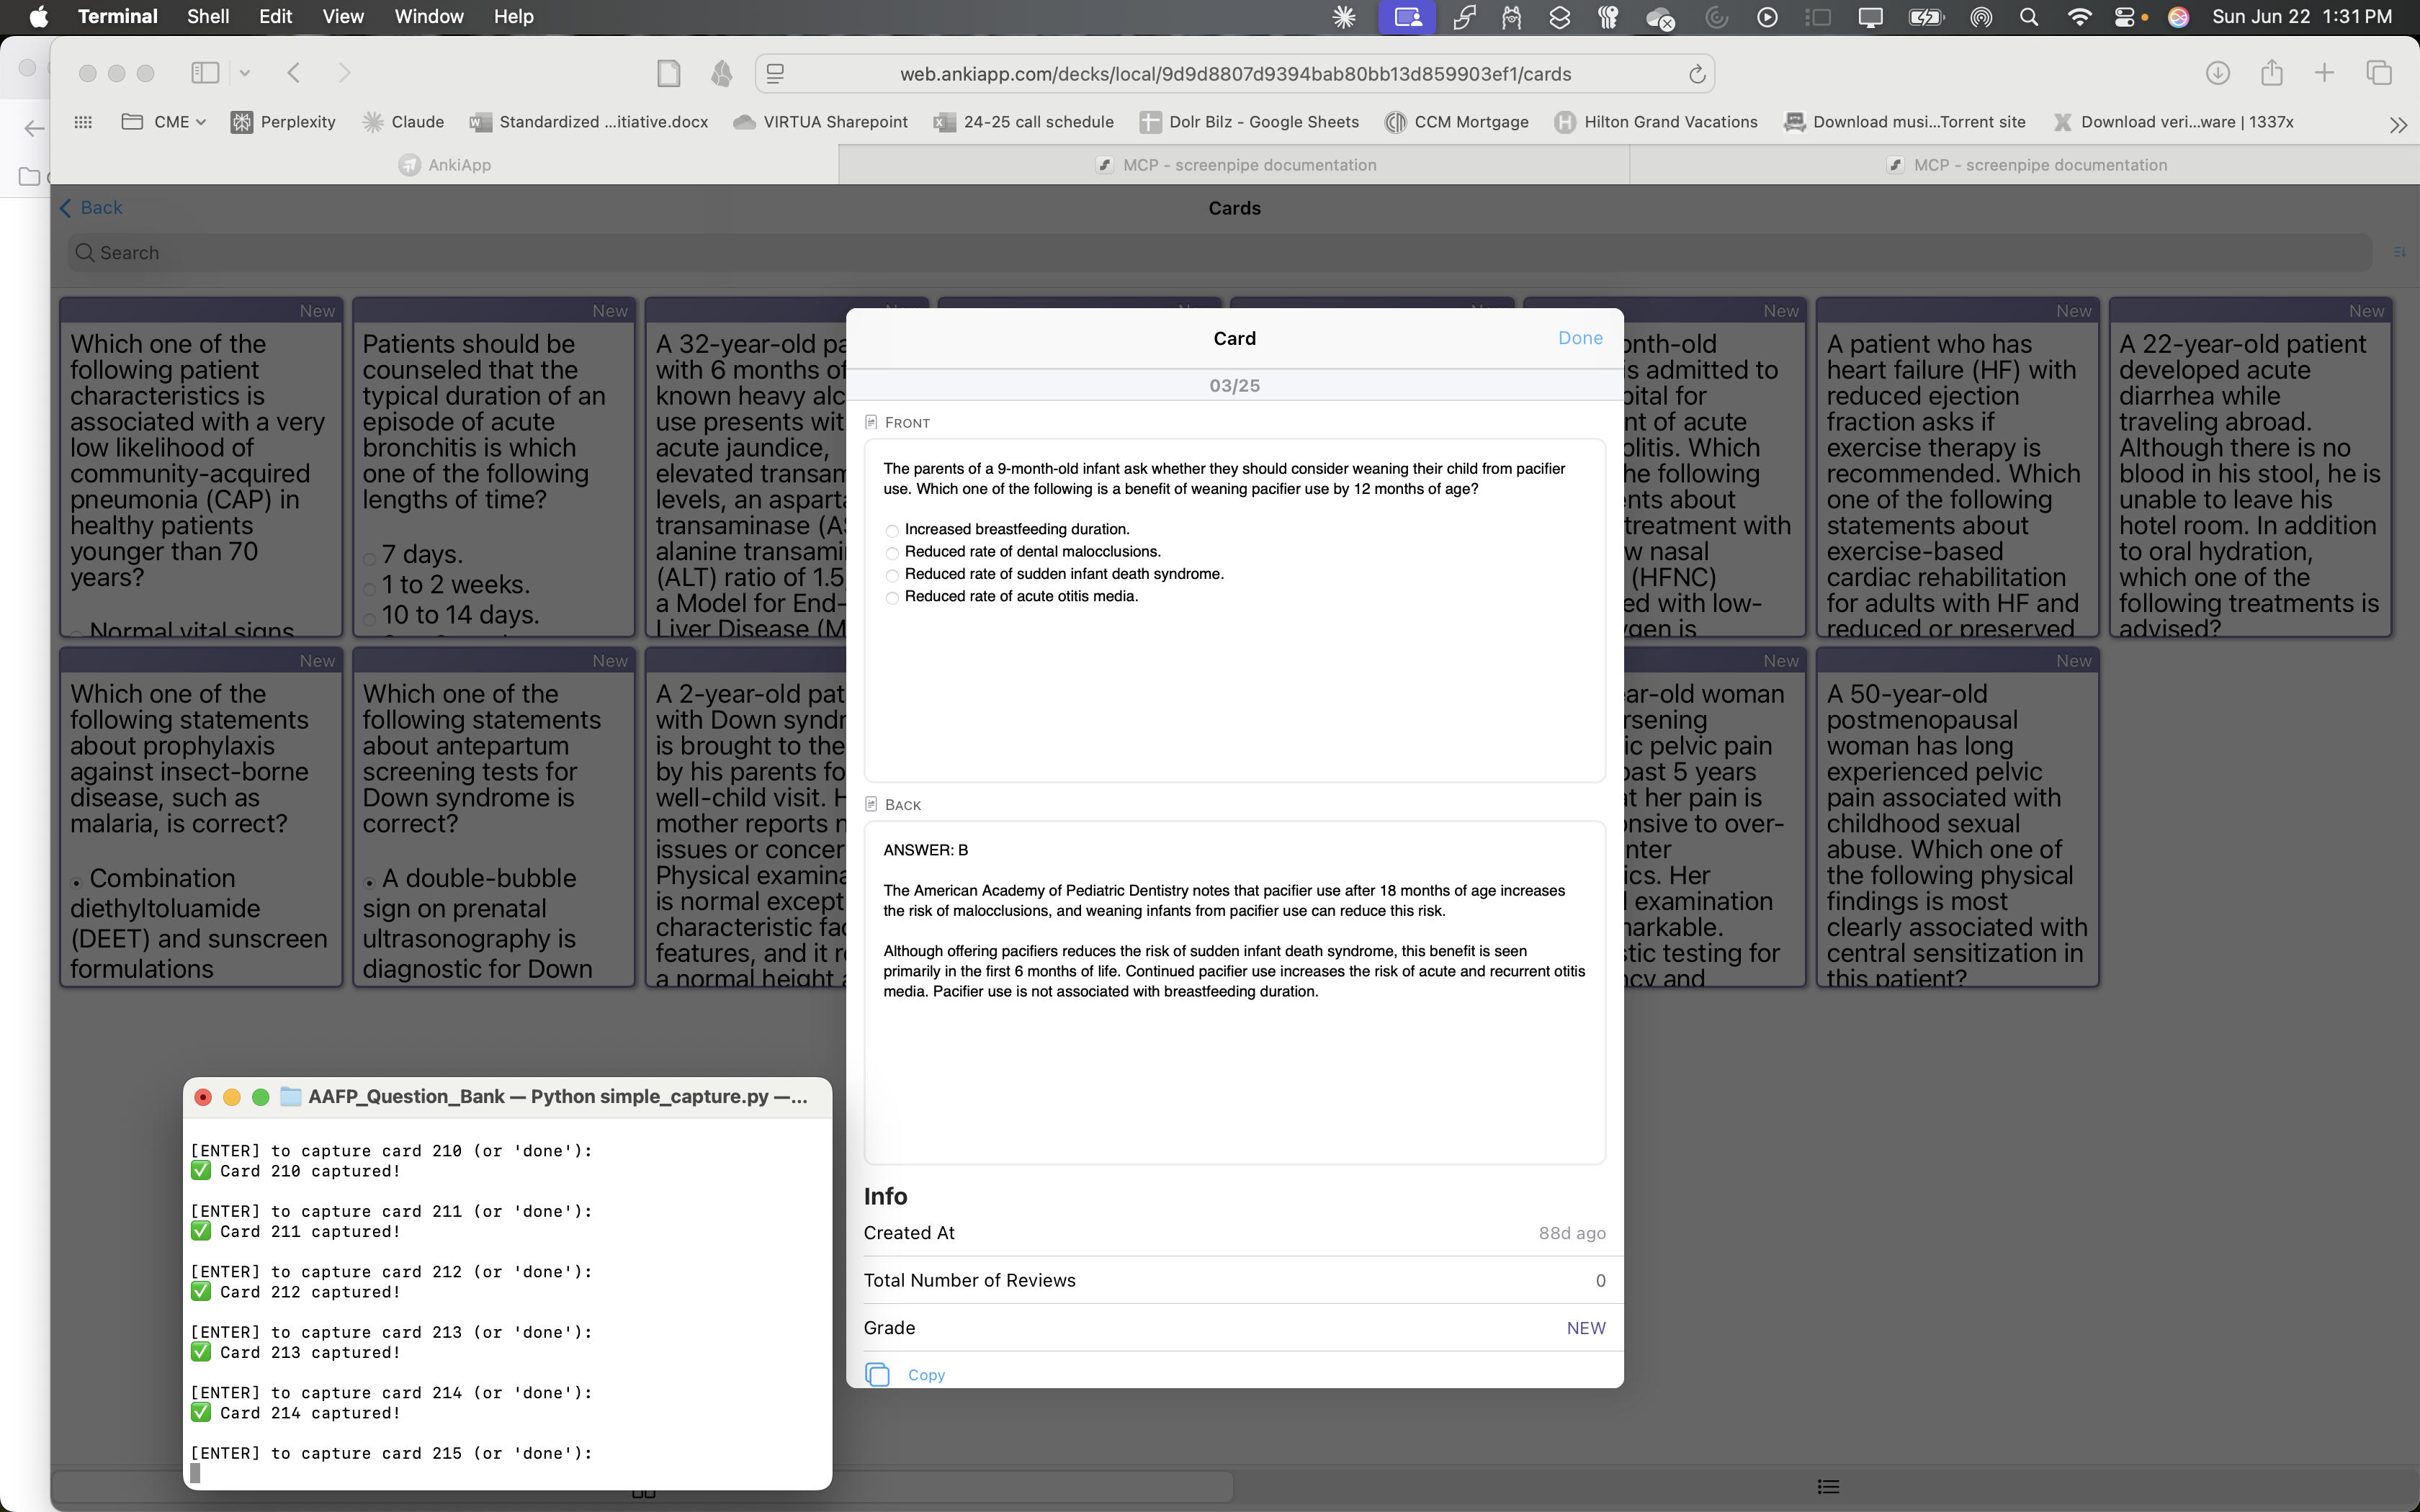 Terminal Shell Edit View Window Help
Sun Jun 22 1:31 PM
web.ankiapp.com/decks/local/9d9d8807d9394bab80bb13d859903ef1/cards
CME
Perplexity
Claude
Standardized ...itiative.docx
VIRTUA Sharepoint
24-25 call schedule
Dolr Bilz - Google Sheets
CCM Mortgage
Hilton Grand Vacations
Download musi...Torrent site
Download veri...ware | 1337x
AnkiApp
MCP - screenpipe documentation
MCP - screenpipe documentation
Back
Cards
Search
New
Which one of the
following patient
characteristics is
associated with a very
low likelihood of
community-acquired
pneumonia (CAP) in
healthy patients
younger than 70
years?
Normal vital signs
New
Patients should be
counseled that the
typical duration of an
episode of acute
bronchitis is which
one of the following
lengths of time?
7 days.
1 to 2 weeks.
10 to 14 days.
A 32-year-old pa
with 6 months of
known heavy alc
use presents wit
acute jaundice,
elevated transam
levels, an asparta
transaminase (AS
alanine transami
(ALT) ratio of 1.5
a Model for End-
Liver Disease (M
New
onth-old
is admitted to
pital for
nt of acute
olitis. Which
he following
nts about
treatment with
w nasal
(HFNC)
ed with low-
ygen is
New
A patient who has
heart failure (HF) with
reduced ejection
fraction asks if
exercise therapy is
recommended. Which
one of the following
statements about
exercise-based
cardiac rehabilitation
for adults with HF and
reduced or preserved
New
A 22-year-old patient
developed acute
diarrhea while
traveling abroad.
Although there is no
blood in his stool, he is
unable to leave his
hotel room. In addition
to oral hydration,
which one of the
following treatments is
advised?
New
Which one of the
following statements
about prophylaxis
against insect-borne
disease, such as
malaria, is correct?
Combination
diethyltoluamide
(DEET) and sunscreen
formulations
New
Which one of the
following statements
about antepartum
screening tests for
Down syndrome is
correct?
A double-bubble
sign on prenatal
ultrasonography is
diagnostic for Down
A 2-year-old pat
with Down syndr
is brought to the
by his parents fo
well-child visit. H
mother reports n
issues or concer
Physical examina
is normal except
characteristic fac
features, and it r
a normal height a
New
ar-old woman
rsening
ic pelvic pain
past 5 years
at her pain is
onsive to over-
nter
ics. Her
l examination
narkable.
stic testing for
ncy and
New
A 50-year-old
postmenopausal
woman has long
experienced pelvic
pain associated with
childhood sexual
abuse. Which one of
the following physical
findings is most
clearly associated with
central sensitization in
this patient?
Card
Done
03/25
FRONT
The parents of a 9-month-old infant ask whether they should consider weaning their child from pacifier
use. Which one of the following is a benefit of weaning pacifier use by 12 months of age?
Increased breastfeeding duration.
Reduced rate of dental malocclusions.
Reduced rate of sudden infant death syndrome.
Reduced rate of acute otitis media.
BACK
ANSWER: B
The American Academy of Pediatric Dentistry notes that pacifier use after 18 months of age increases
the risk of malocclusions, and weaning infants from pacifier use can reduce this risk.
Although offering pacifiers reduces the risk of sudden infant death syndrome, this benefit is seen
primarily in the first 6 months of life. Continued pacifier use increases the risk of acute and recurrent otitis
media. Pacifier use is not associated with breastfeeding duration.
Info
Created At 88d ago
Total Number of Reviews 0
Grade NEW
Copy
AAFP_Question_Bank — Python simple_capture.py —...
[ENTER] to capture card 210 (or 'done'):
✅ Card 210 captured!
[ENTER] to capture card 211 (or 'done'):
✅ Card 211 captured!
[ENTER] to capture card 212 (or 'done'):
✅ Card 212 captured!
[ENTER] to capture card 213 (or 'done'):
✅ Card 213 captured!
[ENTER] to capture card 214 (or 'done'):
✅ Card 214 captured!
[ENTER] to capture card 215 (or 'done'):